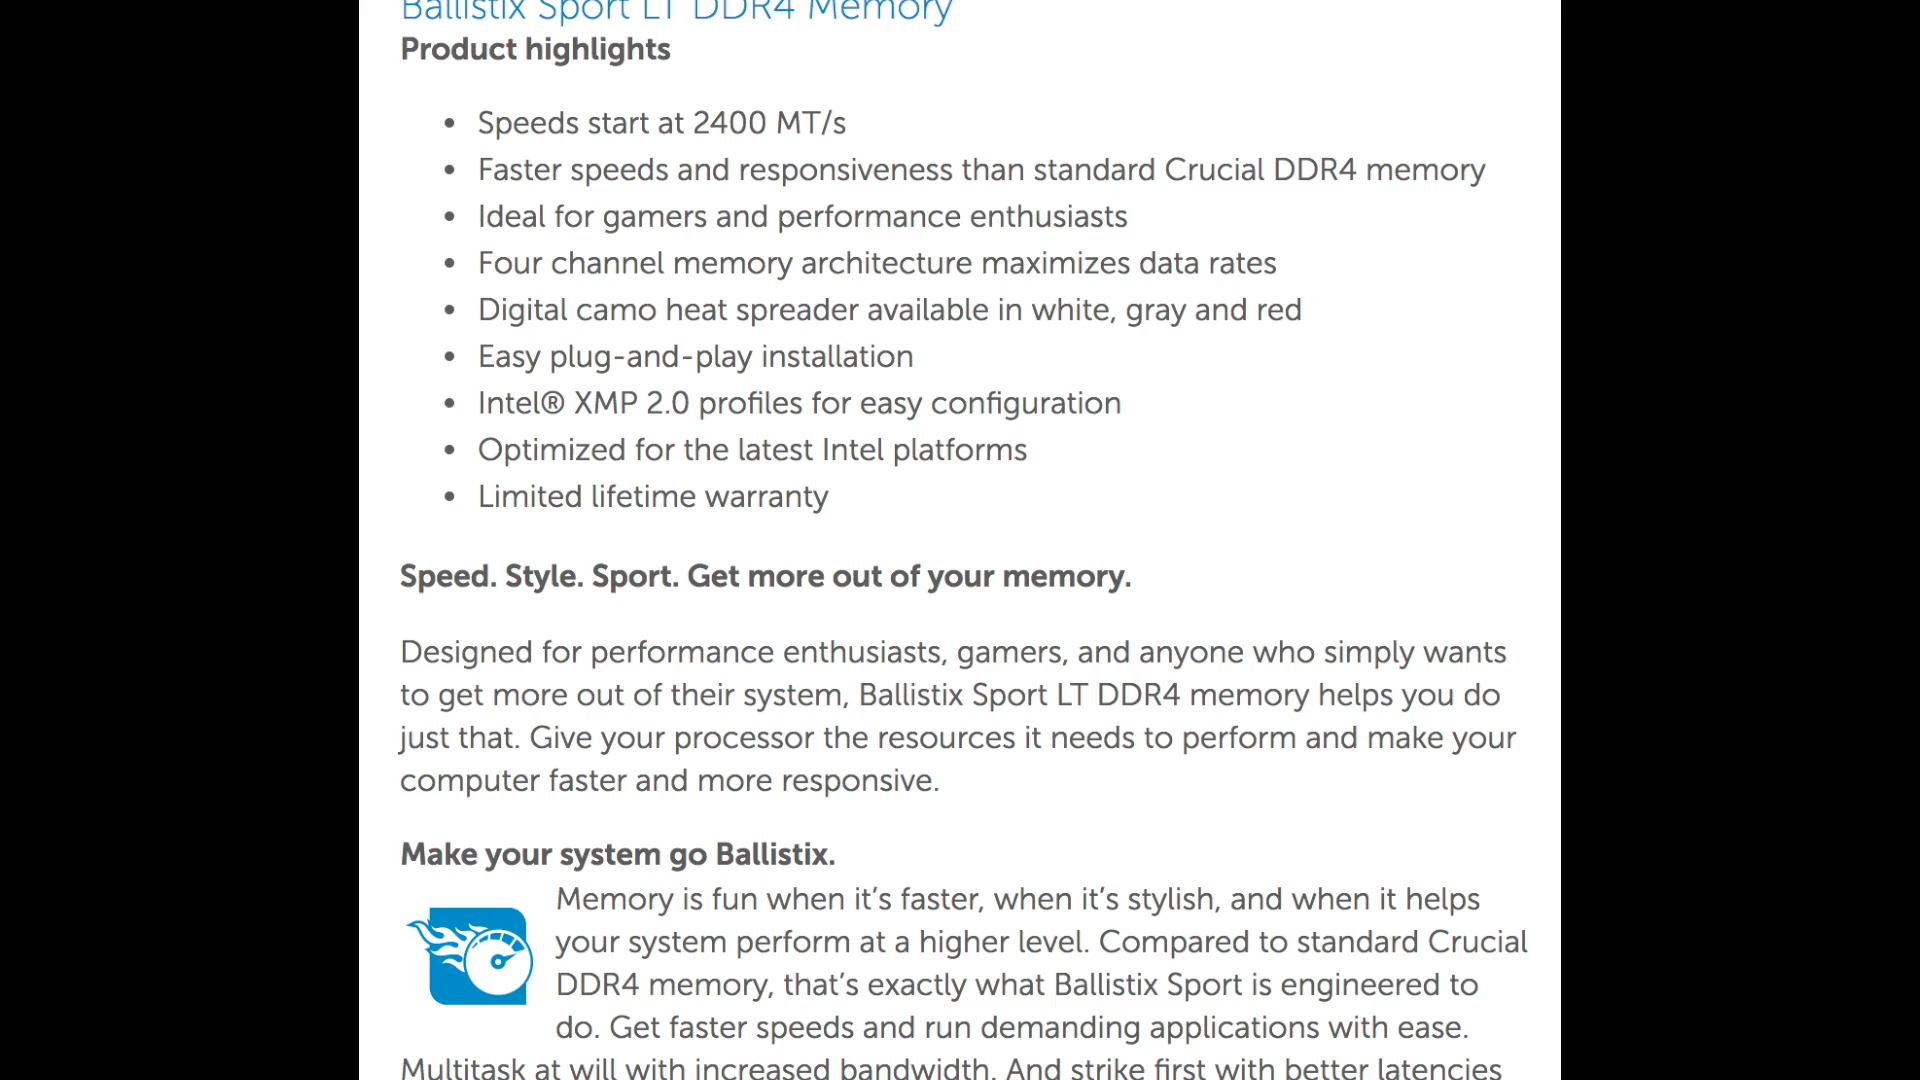 Ballistix Sport LT DDR4 Memory
Product highlights
• Speeds start at 2400 MT/s
• Faster speeds and responsiveness than standard Crucial DDR4 memory
• Ideal for gamers and performance enthusiasts
• Four channel memory architecture maximizes data rates
• Digital camo heat spreader available in white, gray and red
• Easy plug-and-play installation
• Intel® XMP 2.0 profiles for easy configuration
• Optimized for the latest Intel platforms
• Limited lifetime warranty
Speed. Style. Sport. Get more out of your memory.
Designed for performance enthusiasts, gamers, and anyone who simply wants
to get more out of their system, Ballistix Sport LT DDR4 memory helps you do
just that. Give your processor the resources it needs to perform and make your
computer faster and more responsive.
Make your system go Ballistix.
Memory is fun when it’s faster, when it’s stylish, and when it helps
your system perform at a higher level. Compared to standard Crucial
DDR4 memory, that’s exactly what Ballistix Sport is engineered to
do. Get faster speeds and run demanding applications with ease.
Multitask at will with increased bandwidth. And strike first with better latencies